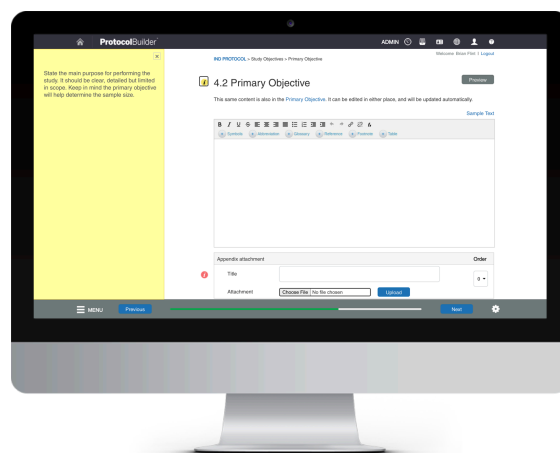 ProtocolBuilder
ADMIN
Welcome: Brian Fritt | Logout
State the main purpose for performing the
study. It should be clear, detailed but limited
in scope. Keep in mind the primary objective
will help determine the sample size.
IND PROTOCOL > Study Objectives > Primary Objective
4.2 Primary Objective
Preview
This same content is also in the Primary Objective. It can be edited in either place, and will be updated automatically.
Sample Text
B I U S
Symbols Abbreviation Glossary Reference Footnote Table
Appendix attachment Order
Title
0
Attachment Choose File No file chosen Upload
MENU Previous Next